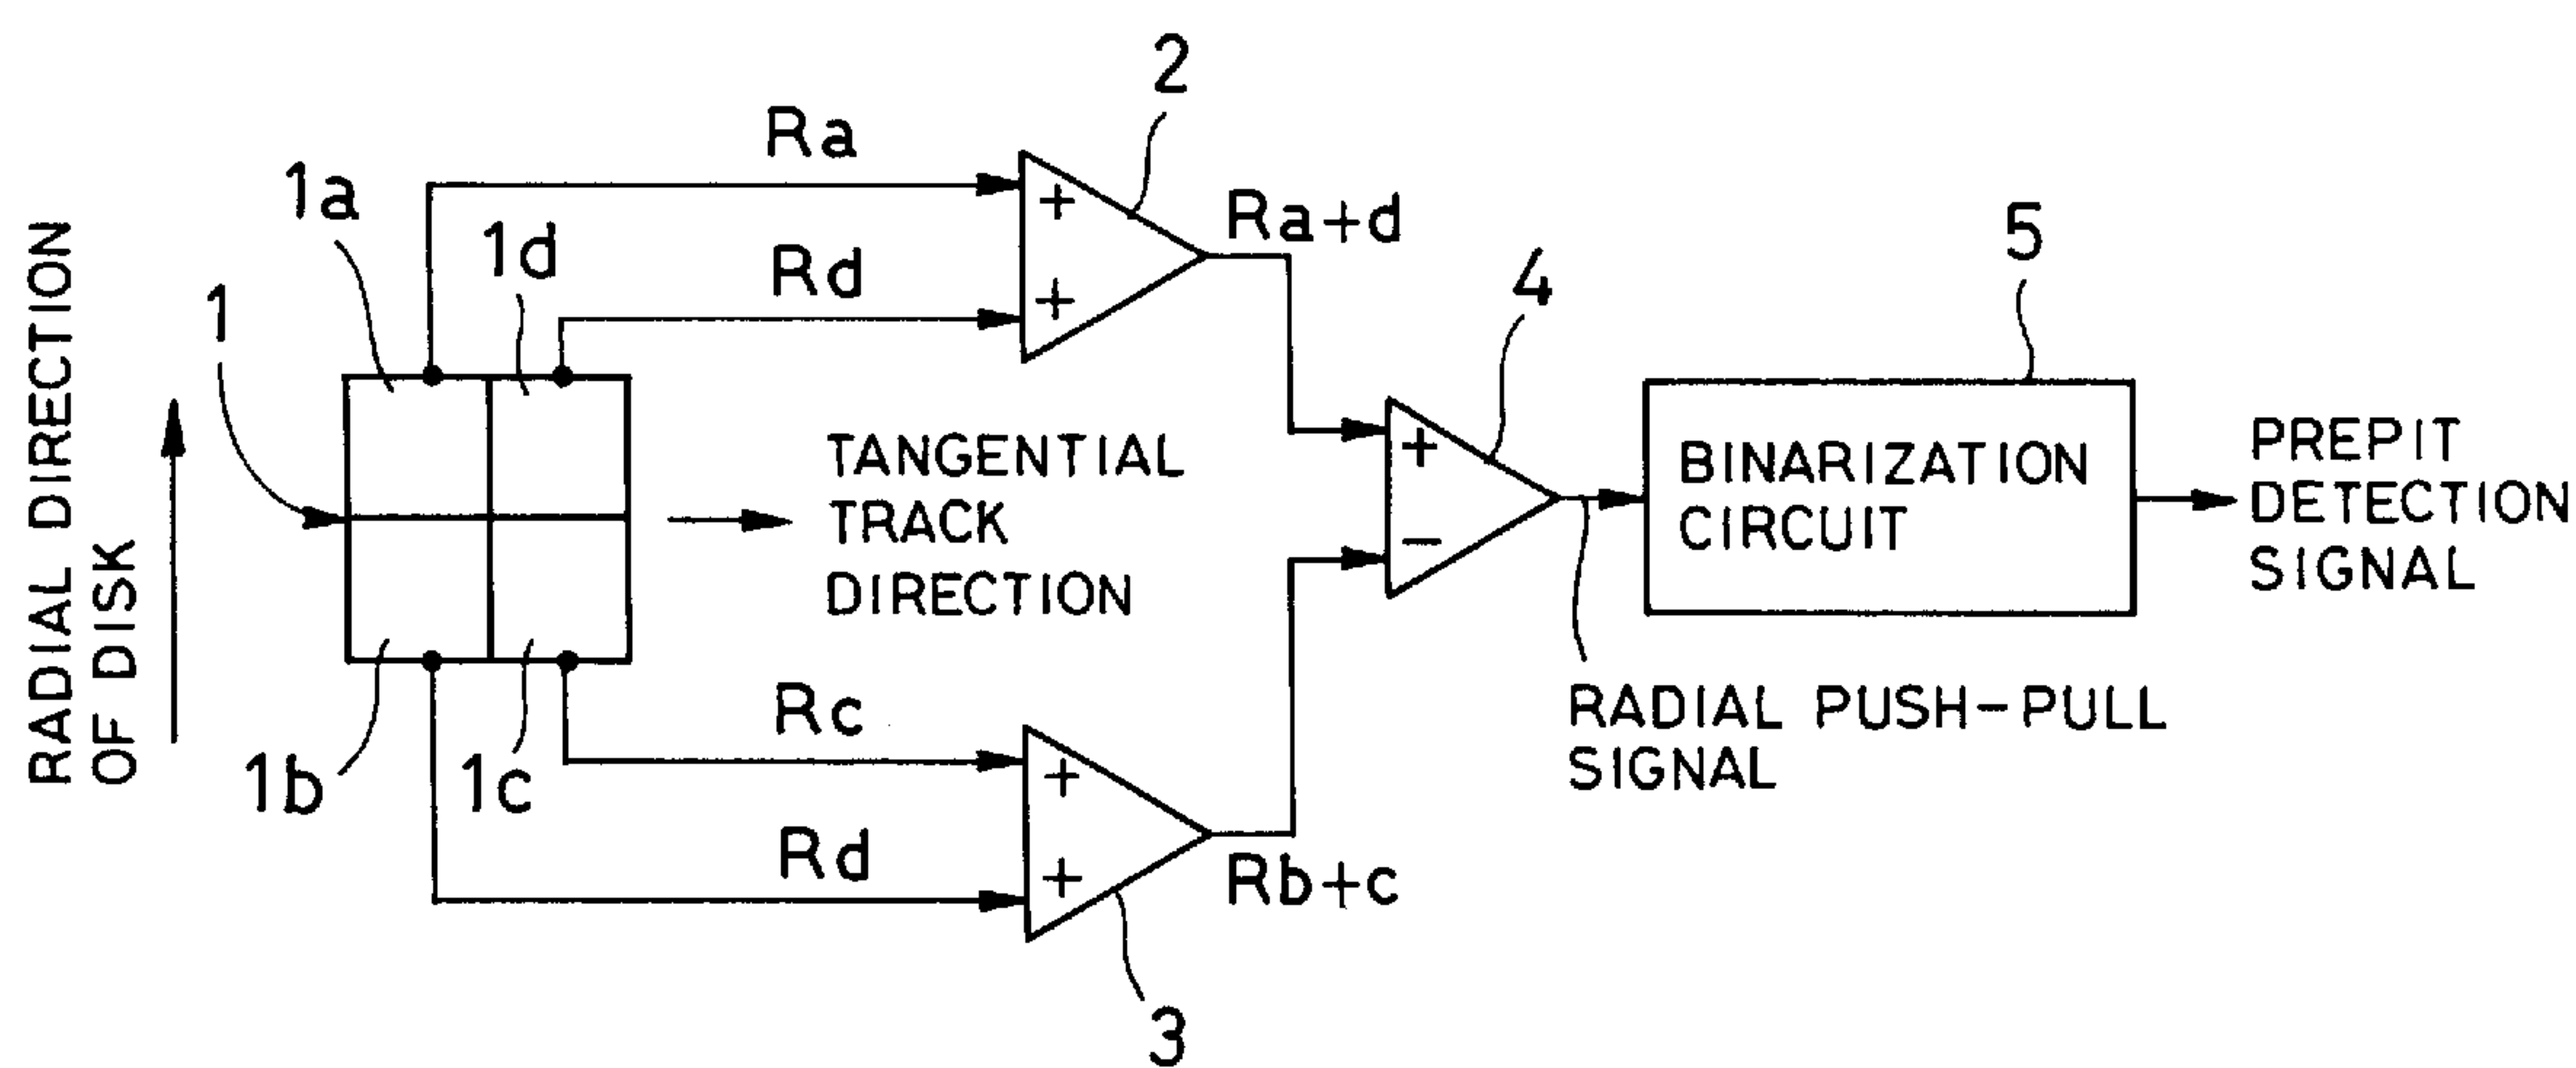 2
Ra
1a
Ra+d
5
1d
Rd
4
1
+
+
RADIAL DIRECTION
OF DISK
TANGENTIAL
TRACK
DIRECTION
+
−
BINARIZATION
CIRCUIT
PREPIT
DETECTION
SIGNAL
RADIAL PUSH-PULL
SIGNAL
1b
1c
Rc
+
Rd
+
Rb+c
3